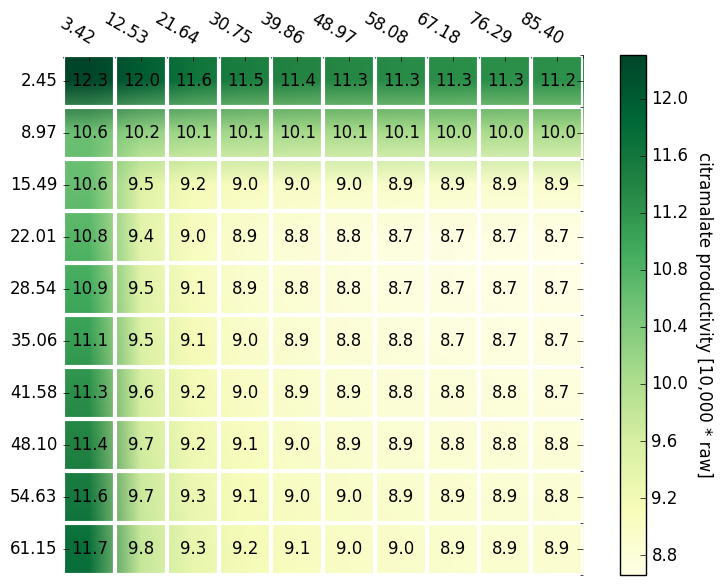 3.42 12.53 21.64 30.75 39.86 48.97 58.08 67.18 76.29 85.40
2.45 12.3 12.0 11.6 11.5 11.4 11.3 11.3 11.3 11.3 11.2
8.97 10.6 10.2 10.1 10.1 10.1 10.1 10.1 10.0 10.0 10.0
15.49 10.6 9.5 9.2 9.0 9.0 9.0 8.9 8.9 8.9 8.9
22.01 10.8 9.4 9.0 8.9 8.8 8.8 8.7 8.7 8.7 8.7
28.54 10.9 9.5 9.1 8.9 8.8 8.8 8.7 8.7 8.7 8.7
35.06 11.1 9.5 9.1 9.0 8.9 8.8 8.8 8.7 8.7 8.7
41.58 11.3 9.6 9.2 9.0 8.9 8.9 8.8 8.8 8.8 8.7
48.10 11.4 9.7 9.2 9.1 9.0 8.9 8.9 8.8 8.8 8.8
54.63 11.6 9.7 9.3 9.1 9.0 9.0 8.9 8.9 8.9 8.8
61.15 11.7 9.8 9.3 9.2 9.1 9.0 9.0 8.9 8.9 8.9
12.0
11.6
11.2
10.8
10.4
10.0
9.6
9.2
8.8
citramalate productivity [10,000 * raw]